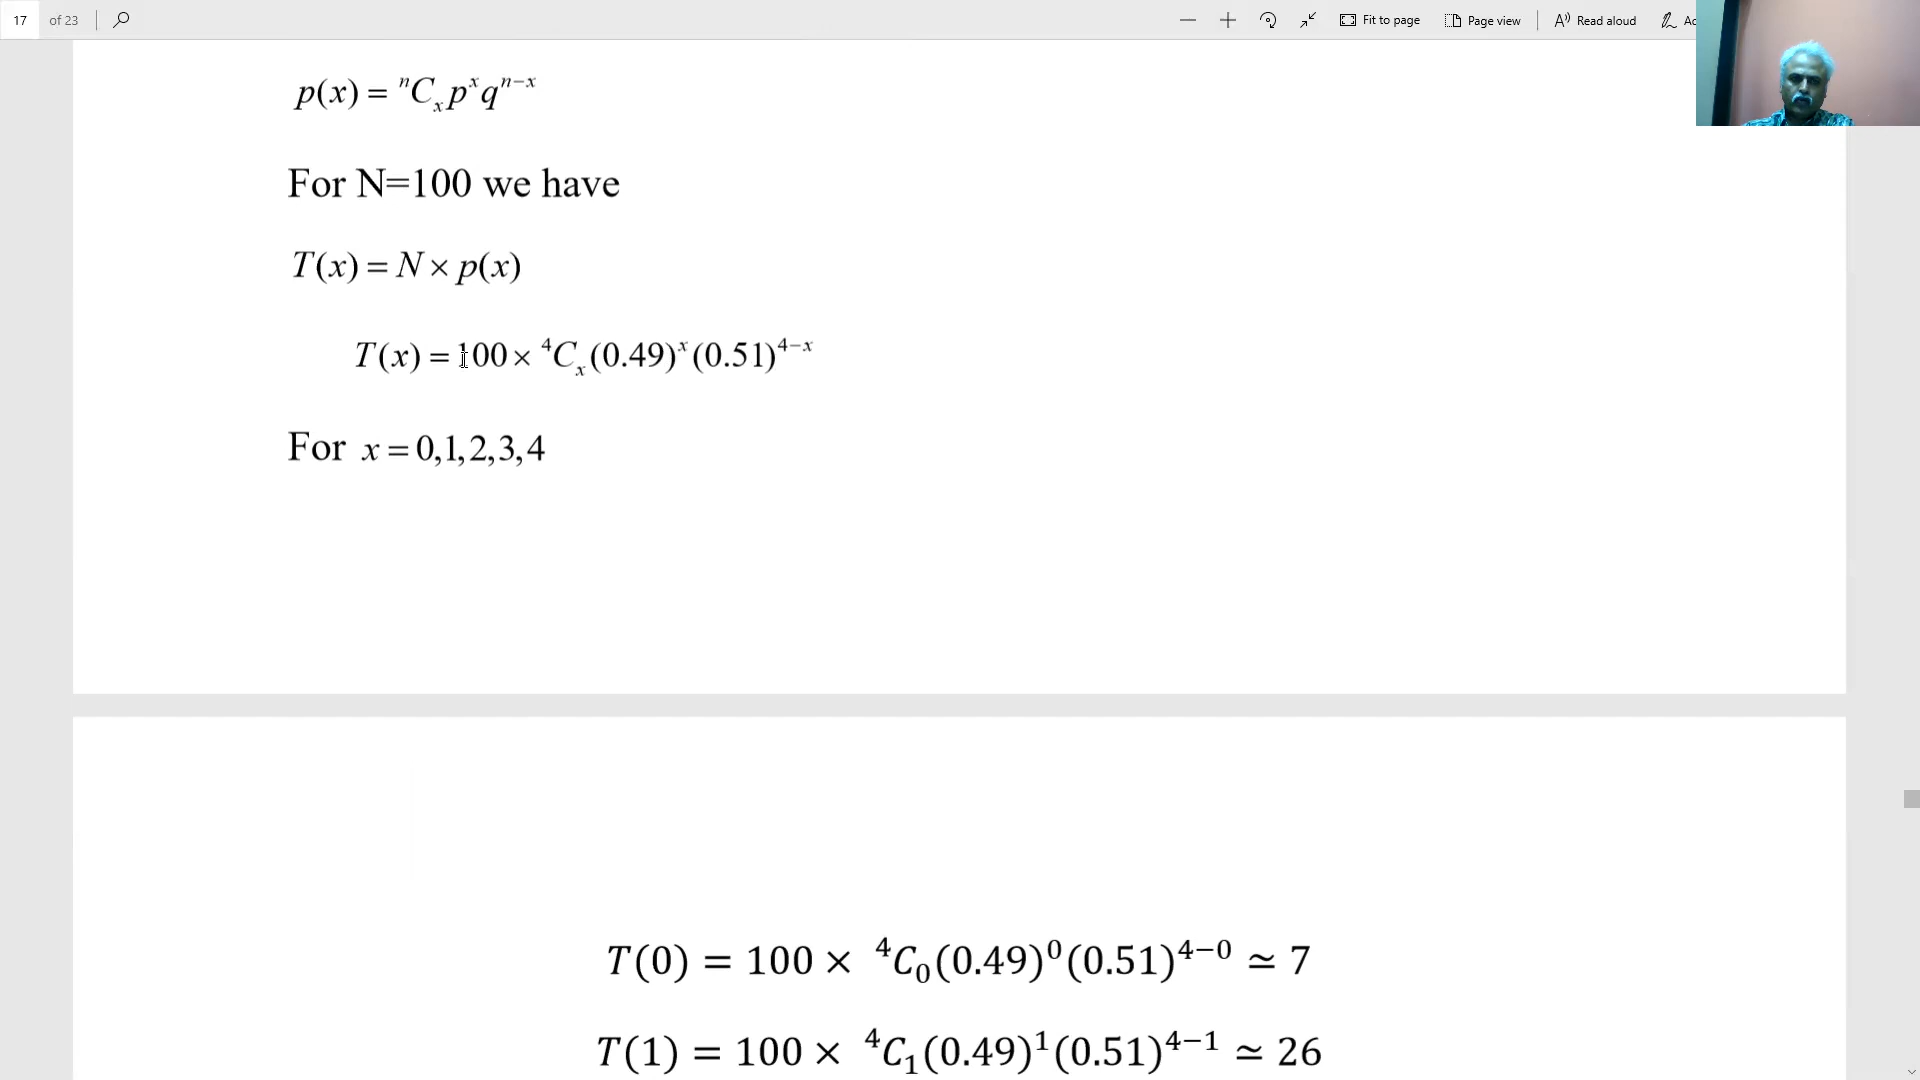 17 of 23 Fit to page Page view Read aloud
p(x) = ⁿCₓ pˣ qⁿ⁻ˣ
For N=100 we have
T(x) = N × p(x)
T(x) = 100 × ⁴Cₓ (0.49)ˣ (0.51)⁴⁻ˣ
For x = 0,1,2,3,4
T(0) = 100 × ⁴C₀(0.49)⁰(0.51)⁴⁻⁰ ≃ 7
T(1) = 100 × ⁴C₁(0.49)¹(0.51)⁴⁻¹ ≃ 26